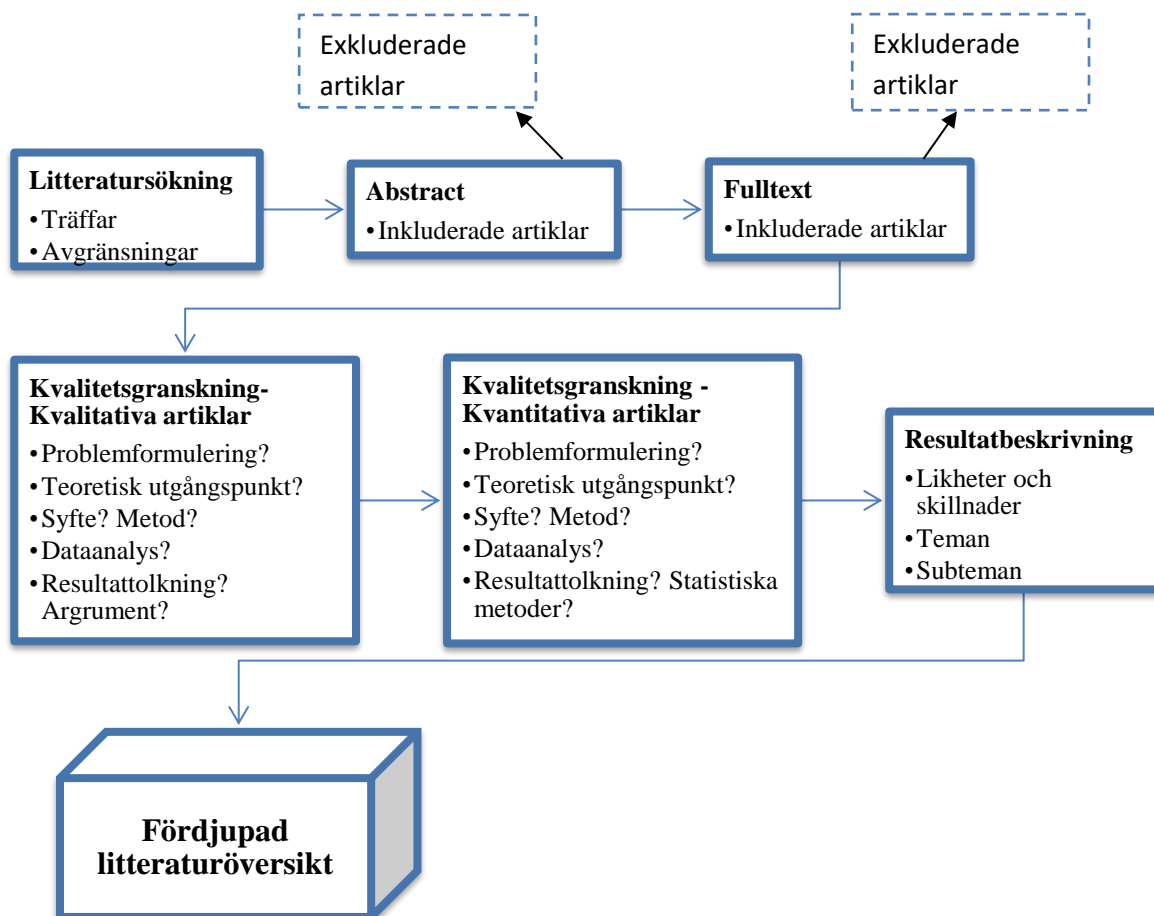 Exkluderade
artiklar
Exkluderade
artiklar
Litteratursökning
•Träffar
•Avgränsningar
Abstract
•Inkluderade artiklar
Fulltext
•Inkluderade artiklar
Kvalitetsgranskning-
Kvalitativa artiklar
•Problemformulering?
•Teoretisk utgångspunkt?
•Syfte? Metod?
•Dataanalys?
•Resultattolkning?
Argrument?
Kvalitetsgranskning -
Kvantitativa artiklar
•Problemformulering?
•Teoretisk utgångspunkt?
•Syfte? Metod?
•Dataanalys?
•Resultattolkning? Statistiska
metoder?
Resultatbeskrivning
•Likheter och
skillnader
•Teman
•Subteman
Fördjupad
litteraturöversikt